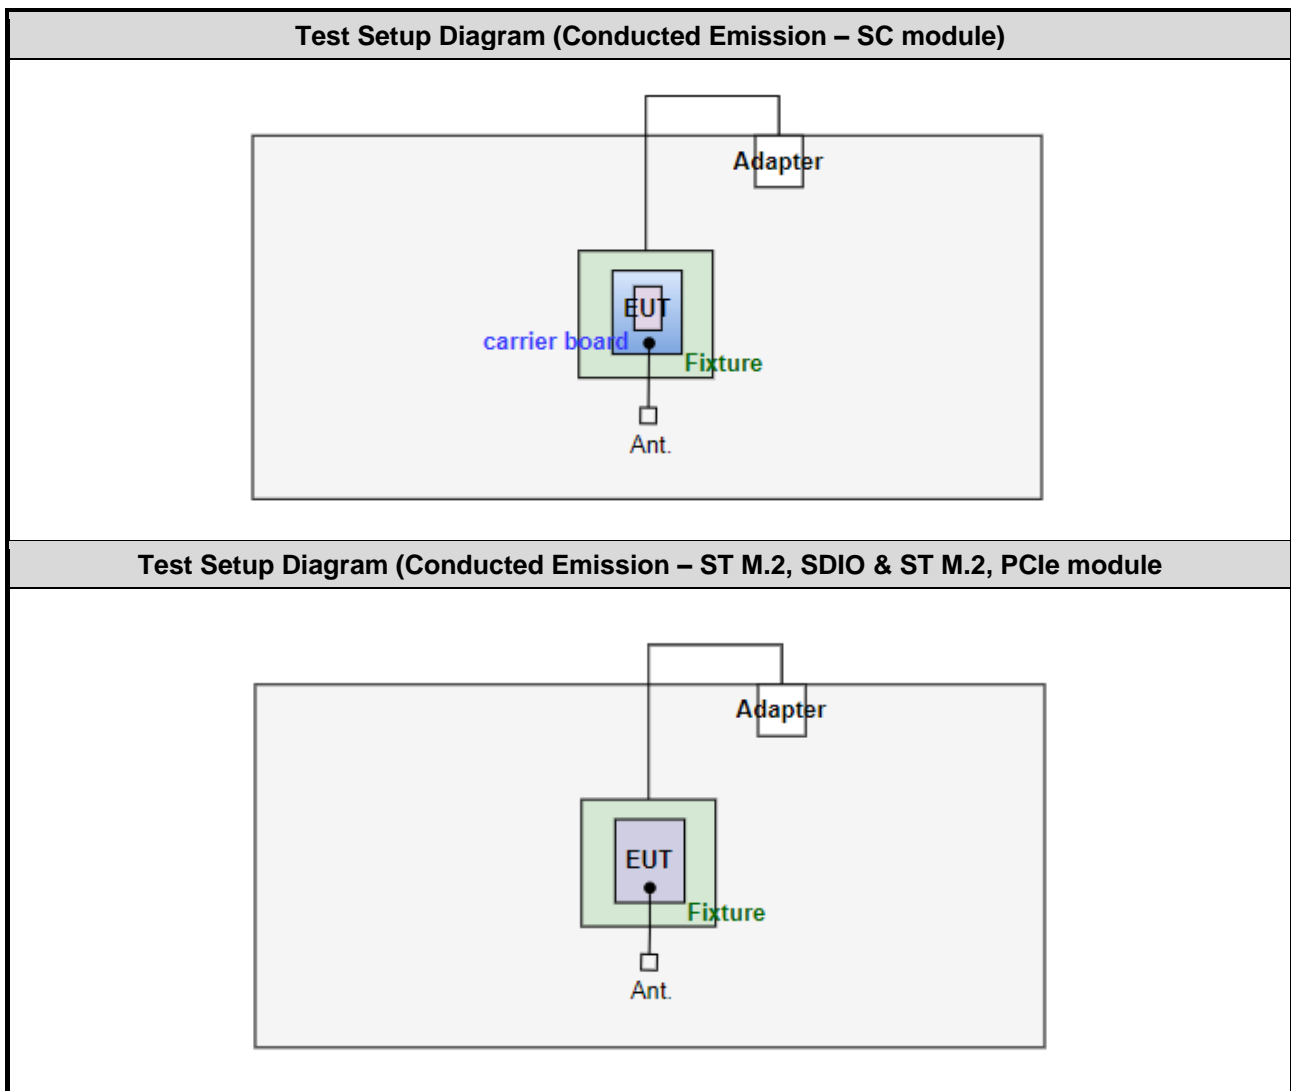 Test Setup Diagram (Conducted Emission – SC module)
Adapter
EUT
carrier board
Fixture
Ant.
Test Setup Diagram (Conducted Emission – ST M.2, SDIO & ST M.2, PCIe module
Adapter
EUT
Fixture
Ant.